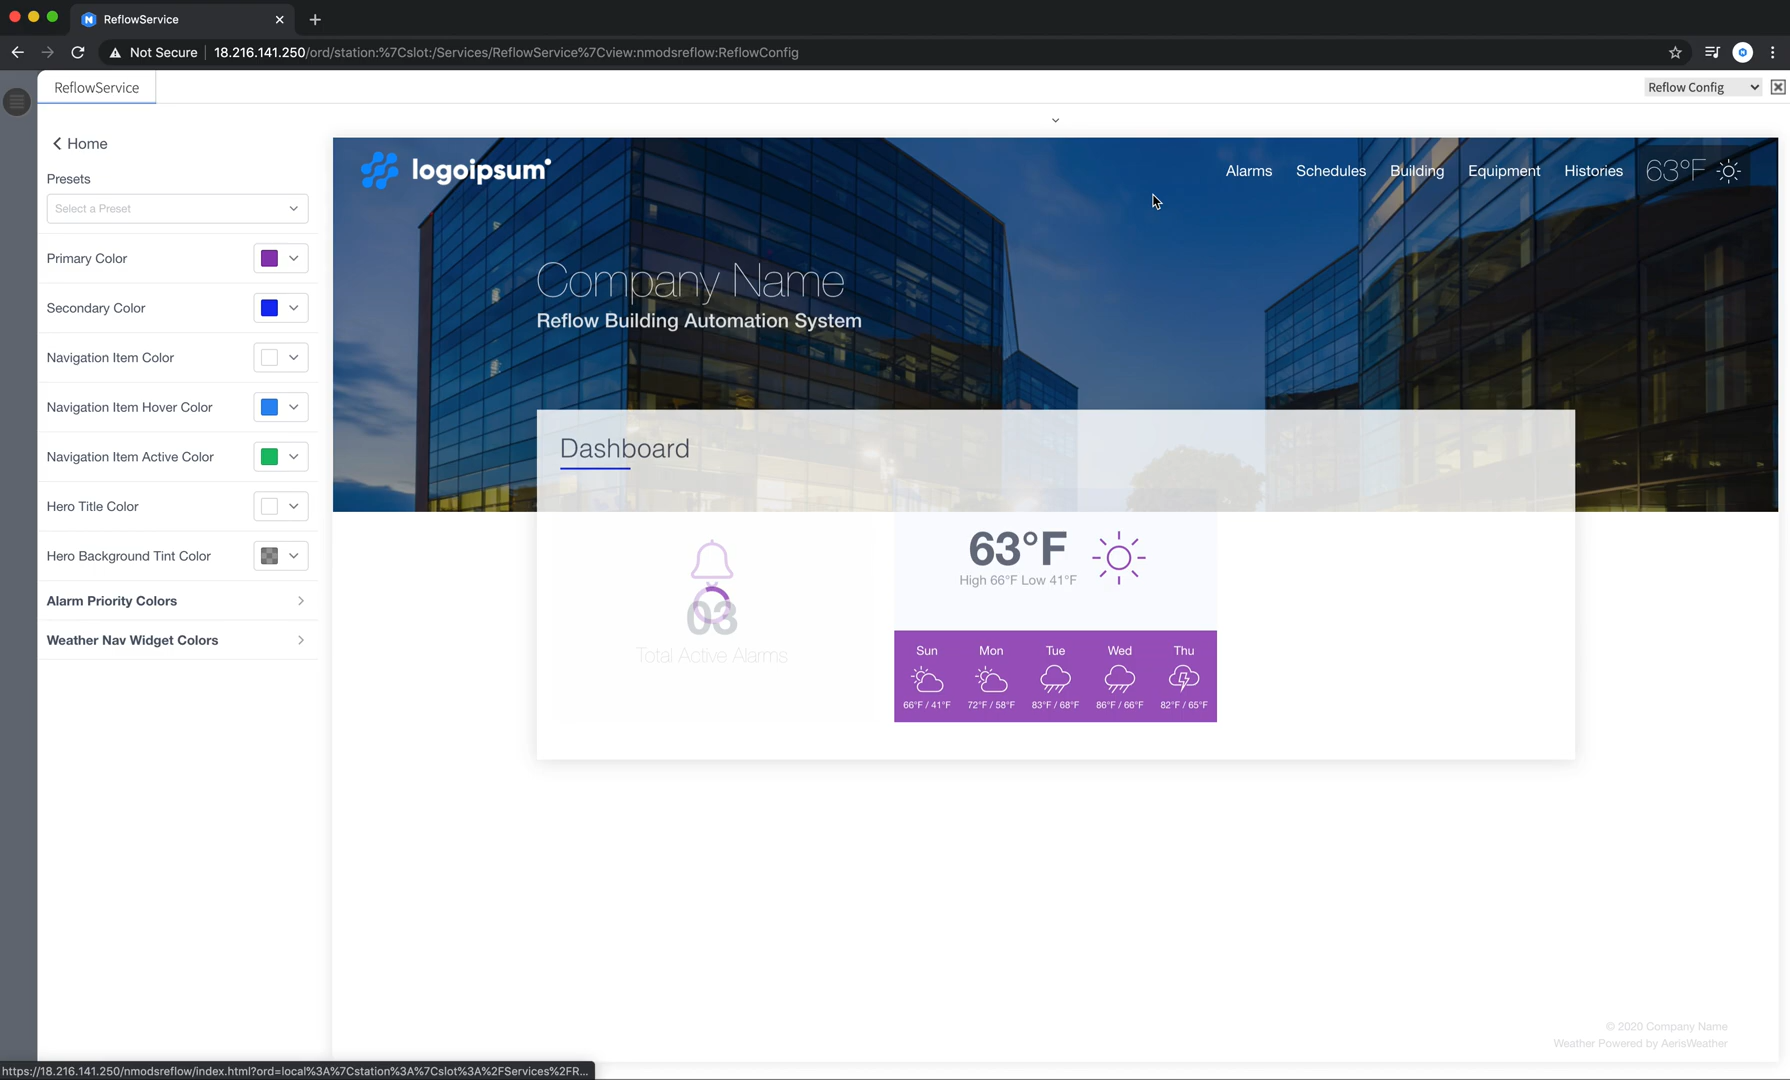 ReflowService
Not Secure
18.216.141.250/ord/station:%7Cslot:/Services/ReflowService%7Cview:nmodsreflow:ReflowConfig
ReflowService
Reflow Config
Home
Presets
Select a Preset
Primary Color
Secondary Color
Navigation Item Color
Navigation Item Hover Color
Navigation Item Active Color
Hero Title Color
Hero Background Tint Color
Alarm Priority Colors
Weather Nav Widget Colors
logoipsum
Alarms Schedules Building Equipment Histories 63°F
Company Name
Reflow Building Automation System
Dashboard
03
Total Active Alarms
63°F
High 66°F Low 41°F
Sun Mon Tue Wed Thu
66°F / 41°F 72°F / 58°F 83°F / 68°F 86°F / 66°F 82°F / 65°F
© 2020 Company Name
Weather Powered by AerisWeather
https://18.216.141.250/nmodsreflow/index.html?ord=local%3A%7Cstation%3A%7Cslot%3A%2FServices%2FR...